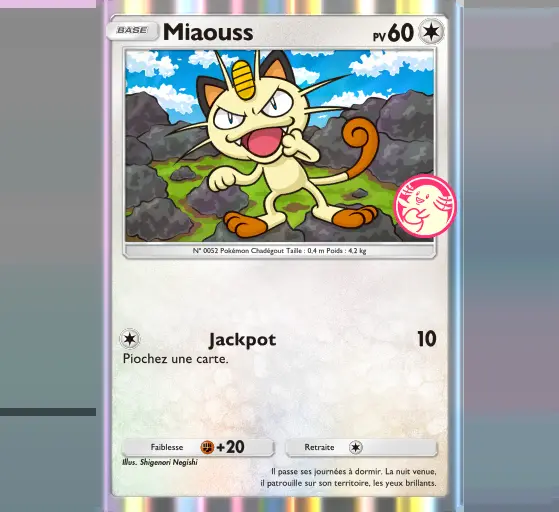 BASE Miaouss PV 60
N° 0052 Pokémon Chadégout Taille : 0,4 m Poids : 4,2 kg
Jackpot 10
Piochez une carte.
Faiblesse +20 Retraite
Illus. Shigenori Negishi
Il passe ses journées à dormir. La nuit venue,
il patrouille sur son territoire, les yeux brillants.